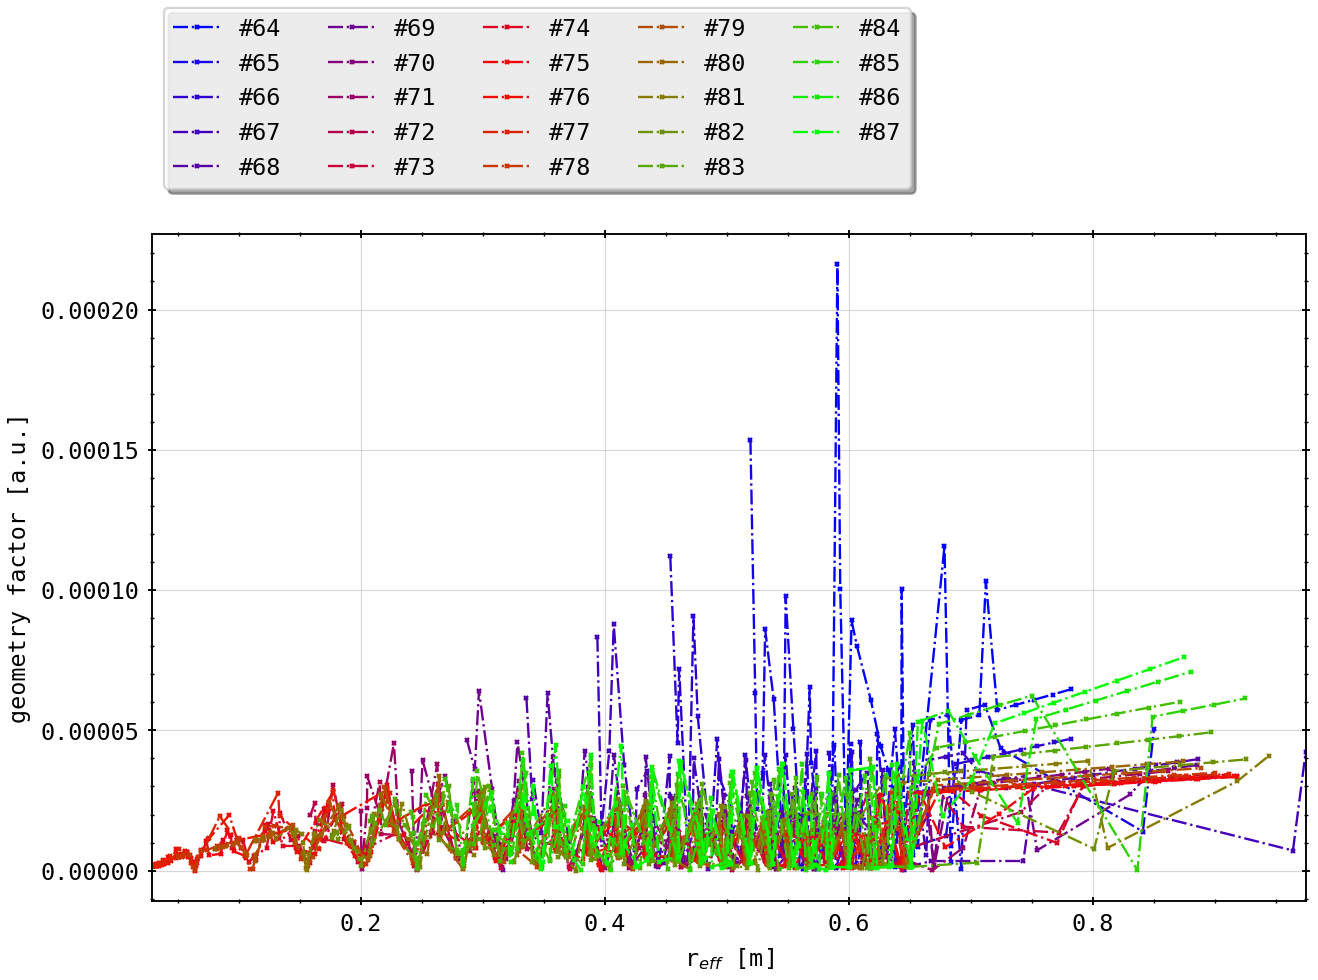 #64 #69 #74 #79 #84
#65 #70 #75 #80 #85
#66 #71 #76 #81 #86
#67 #72 #77 #82 #87
#68 #73 #78 #83
0.00020
0.00015
0.00010
0.00005
0.00000
geometry factor [a.u.]
0.2 0.4 0.6 0.8
r_eff [m]